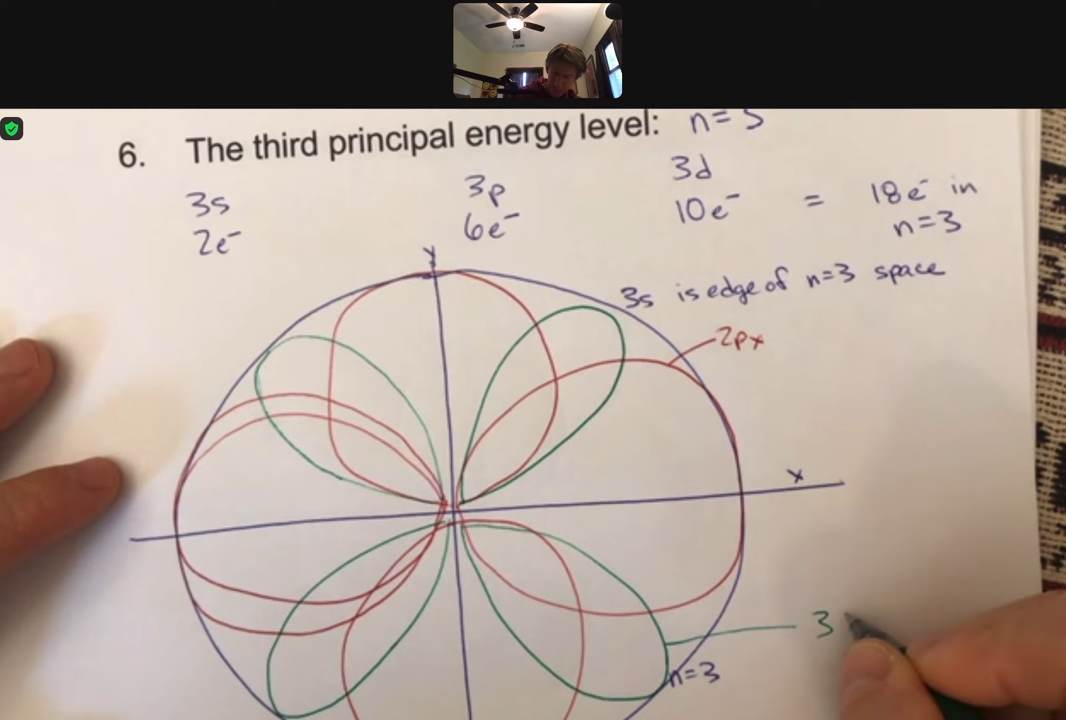 6. The third principal energy level: n=3
3s 3p 3d
2e⁻ 6e⁻ 10e⁻ = 18e⁻ in
n=3
y
3s is edge of n=3 space
2px
x
3
n=3